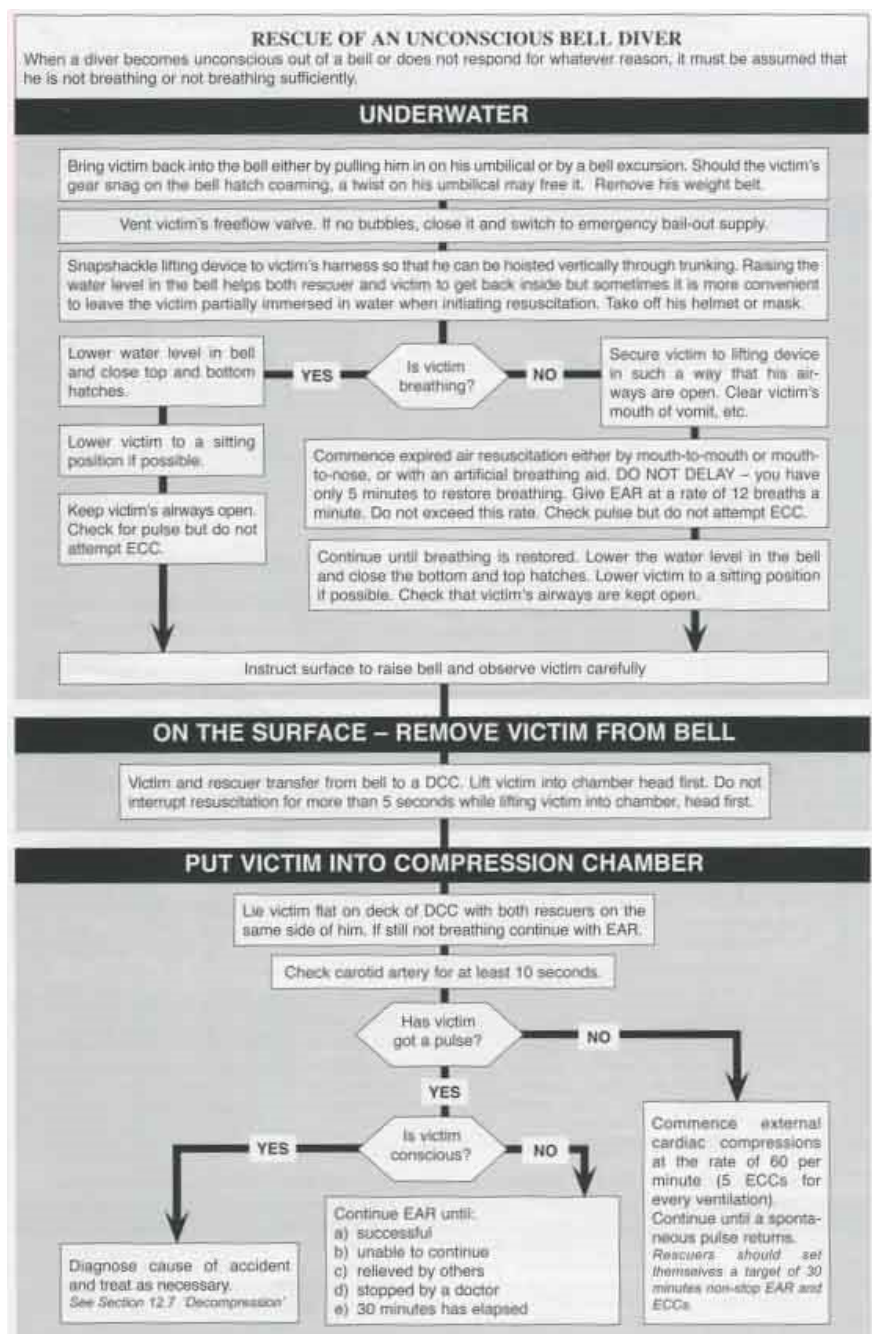 RESCUE OF AN UNCONSCIOUS BELL DIVER
When a diver becomes unconscious out of a bell or does not respond for whatever reason, it must be assumed that
he is not breathing or not breathing sufficiently.
UNDERWATER
Bring victim back into the bell either by pulling him in on his umbilical or by a bell excursion. Should the victim's
gear snag on the bell hatch coaming, a twist on his umbilical may free it. Remove his weight belt.
Vent victim's freeflow valve. If no bubbles, close it and switch to emergency bail-out supply.
Snapshackle lifting device to victim's harness so that he can be hoisted vertically through trunking. Raising the
water level in the bell helps both rescuer and victim to get back inside but sometimes it is more convenient
to leave the victim partially immersed in water when initiating resuscitation. Take off his helmet or mask.
Is victim
breathing?
YES
Lower water level in bell
and close top and bottom
hatches.
Lower victim to a sitting
position if possible.
Keep victim's airways open.
Check for pulse but do not
attempt ECC.
NO
Secure victim to lifting device
in such a way that his air-
ways are open. Clear victim's
mouth of vomit, etc.
Commence expired air resuscitation either by mouth-to-mouth or mouth-
to-nose, or with an artificial breathing aid. DO NOT DELAY – you have
only 5 minutes to restore breathing. Give EAR at a rate of 12 breaths a
minute. Do not exceed this rate. Check pulse but do not attempt ECC.
Continue until breathing is restored. Lower the water level in the bell
and close the bottom and top hatches. Lower victim to a sitting position
if possible. Check that victim's airways are kept open.
Instruct surface to raise bell and observe victim carefully
ON THE SURFACE – REMOVE VICTIM FROM BELL
Victim and rescuer transfer from bell to a DCC. Lift victim into chamber head first. Do not
interrupt resuscitation for more than 5 seconds while lifting victim into chamber, head first.
PUT VICTIM INTO COMPRESSION CHAMBER
Lie victim flat on deck of DCC with both rescuers on the
same side of him. If still not breathing continue with EAR.
Check carotid artery for at least 10 seconds.
Has victim
got a pulse?
NO
YES
Is victim
conscious?
YES
NO
Diagnose cause of accident
and treat as necessary.
See Section 12.7 'Decompression'
Continue EAR until:
a) successful
b) unable to continue
c) relieved by others
d) stopped by a doctor
e) 30 minutes has elapsed
Commence external
cardiac compressions
at the rate of 60 per
minute (5 ECCs for
every ventilation).
Continue until a sponta-
neous pulse returns.
Rescuers should set
themselves a target of 30
minutes non-stop EAR and
ECCs.